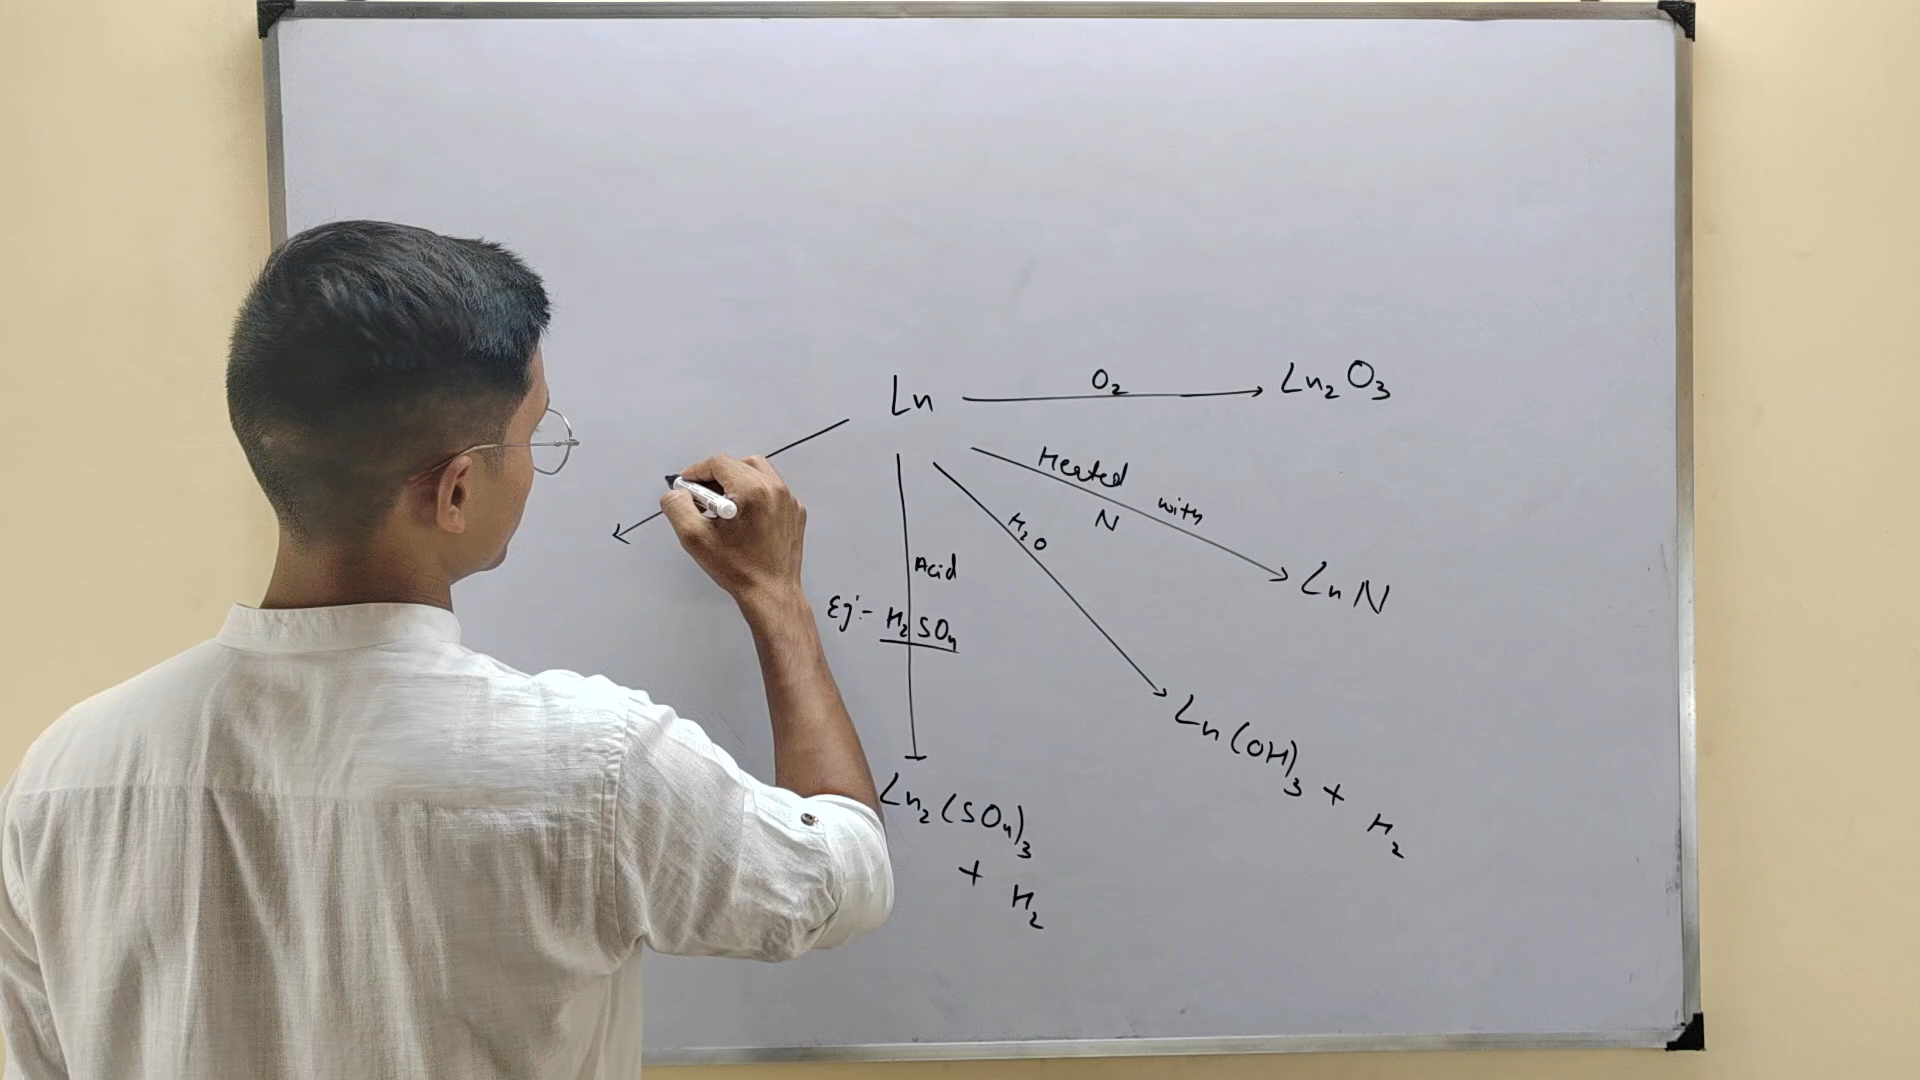 Ln O₂ Ln₂O₃
Heated with
N
LnN
H₂O
Ln(OH)₃ + H₂
Acid
Eg:- H₂SO₄
Ln₂(SO₄)₃
+ H₂